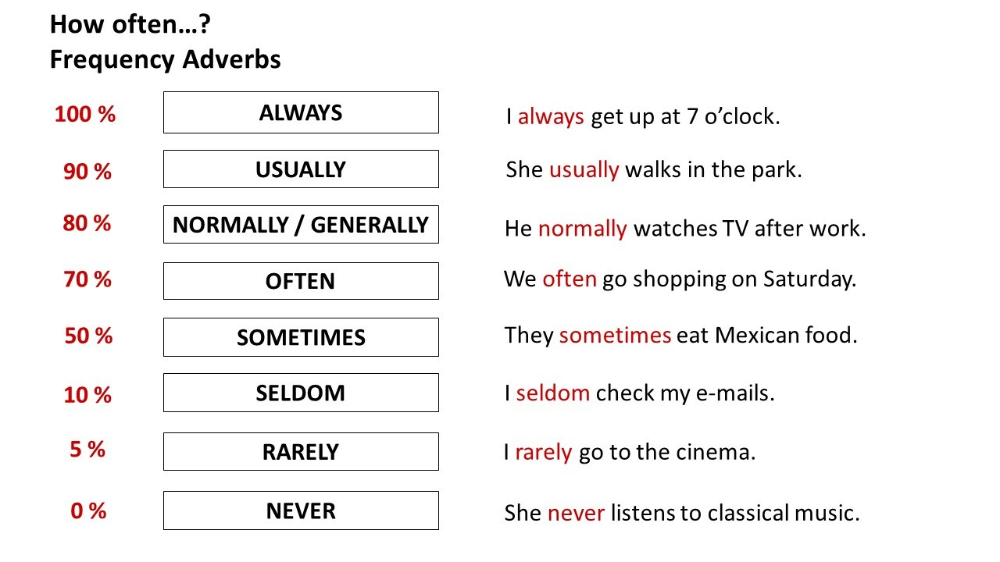 How often…?
Frequency Adverbs
100 % ALWAYS I always get up at 7 o’clock.
90 % USUALLY She usually walks in the park.
80 % NORMALLY / GENERALLY He normally watches TV after work.
70 % OFTEN We often go shopping on Saturday.
50 % SOMETIMES They sometimes eat Mexican food.
10 % SELDOM I seldom check my e-mails.
5 % RARELY I rarely go to the cinema.
0 % NEVER She never listens to classical music.